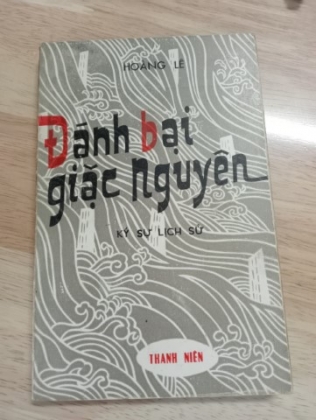 HOÀNG LÊ
Đánh bại
giặc nguyên
KÝ SỰ LỊCH SỬ
THANH NIÊN